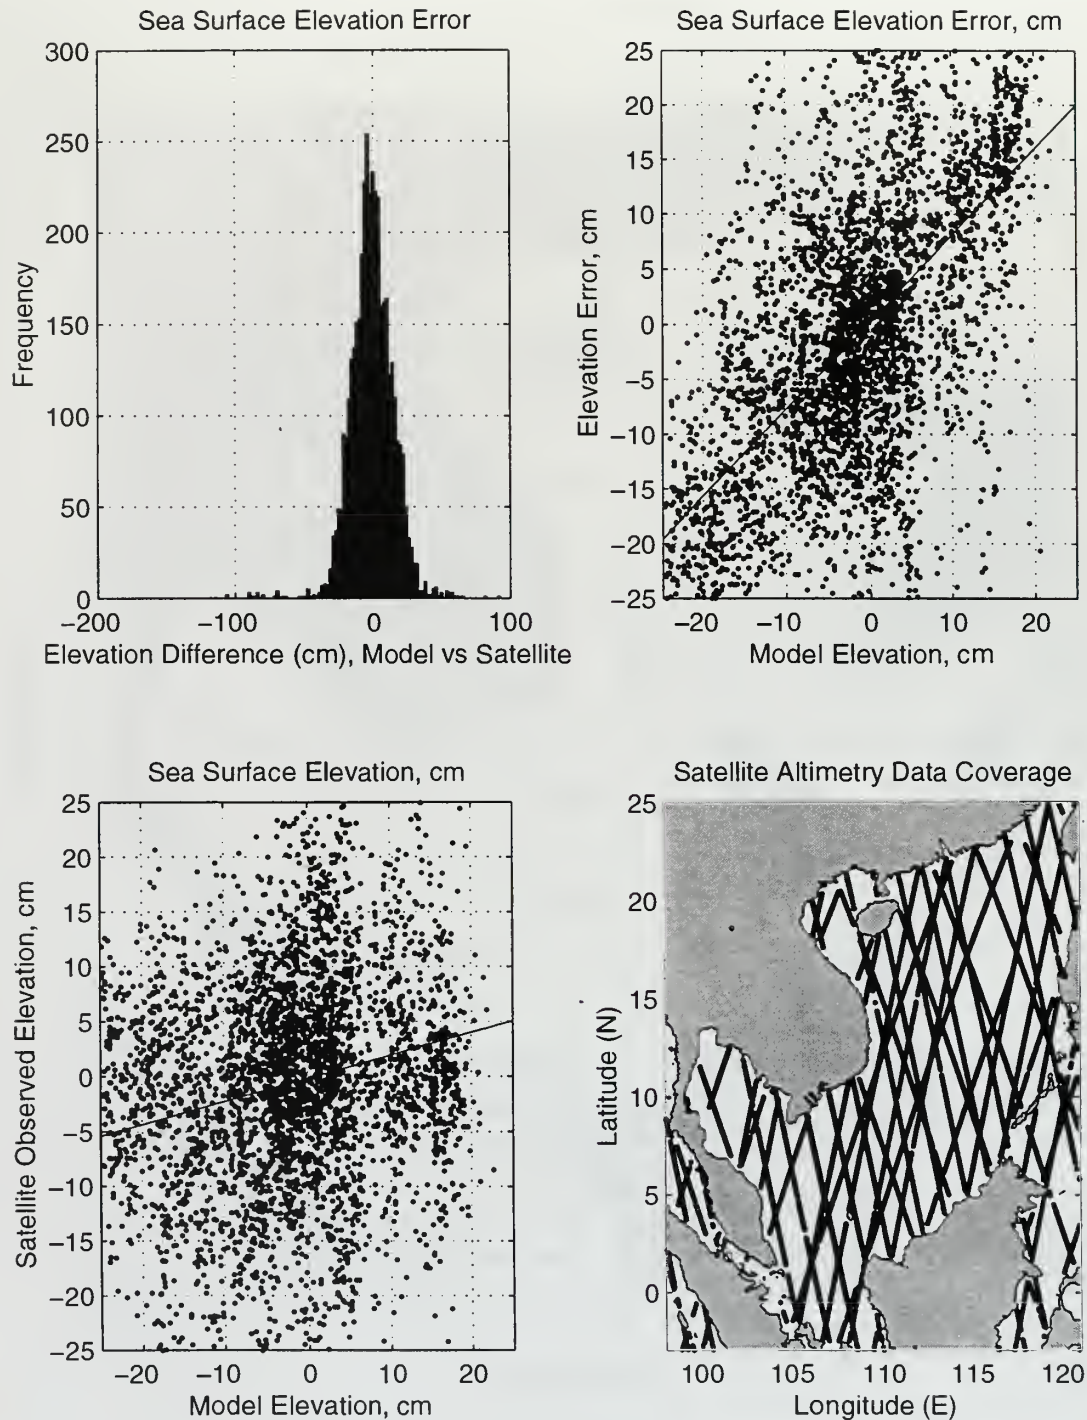 Sea Surface Elevation Error
300
250
200
150
100
50
0
Frequency
−200 −100 0 100
Elevation Difference (cm), Model vs Satellite
Sea Surface Elevation Error, cm
25
20
15
10
5
0
−5
−10
−15
−20
−25
Elevation Error, cm
−20 −10 0 10 20
Model Elevation, cm
Sea Surface Elevation, cm
25
20
15
10
5
0
−5
−10
−15
−20
−25
Satellite Observed Elevation, cm
−20 −10 0 10 20
Model Elevation, cm
Satellite Altimetry Data Coverage
25
20
15
10
5
0
Latitude (N)
100 105 110 115 120
Longitude (E)